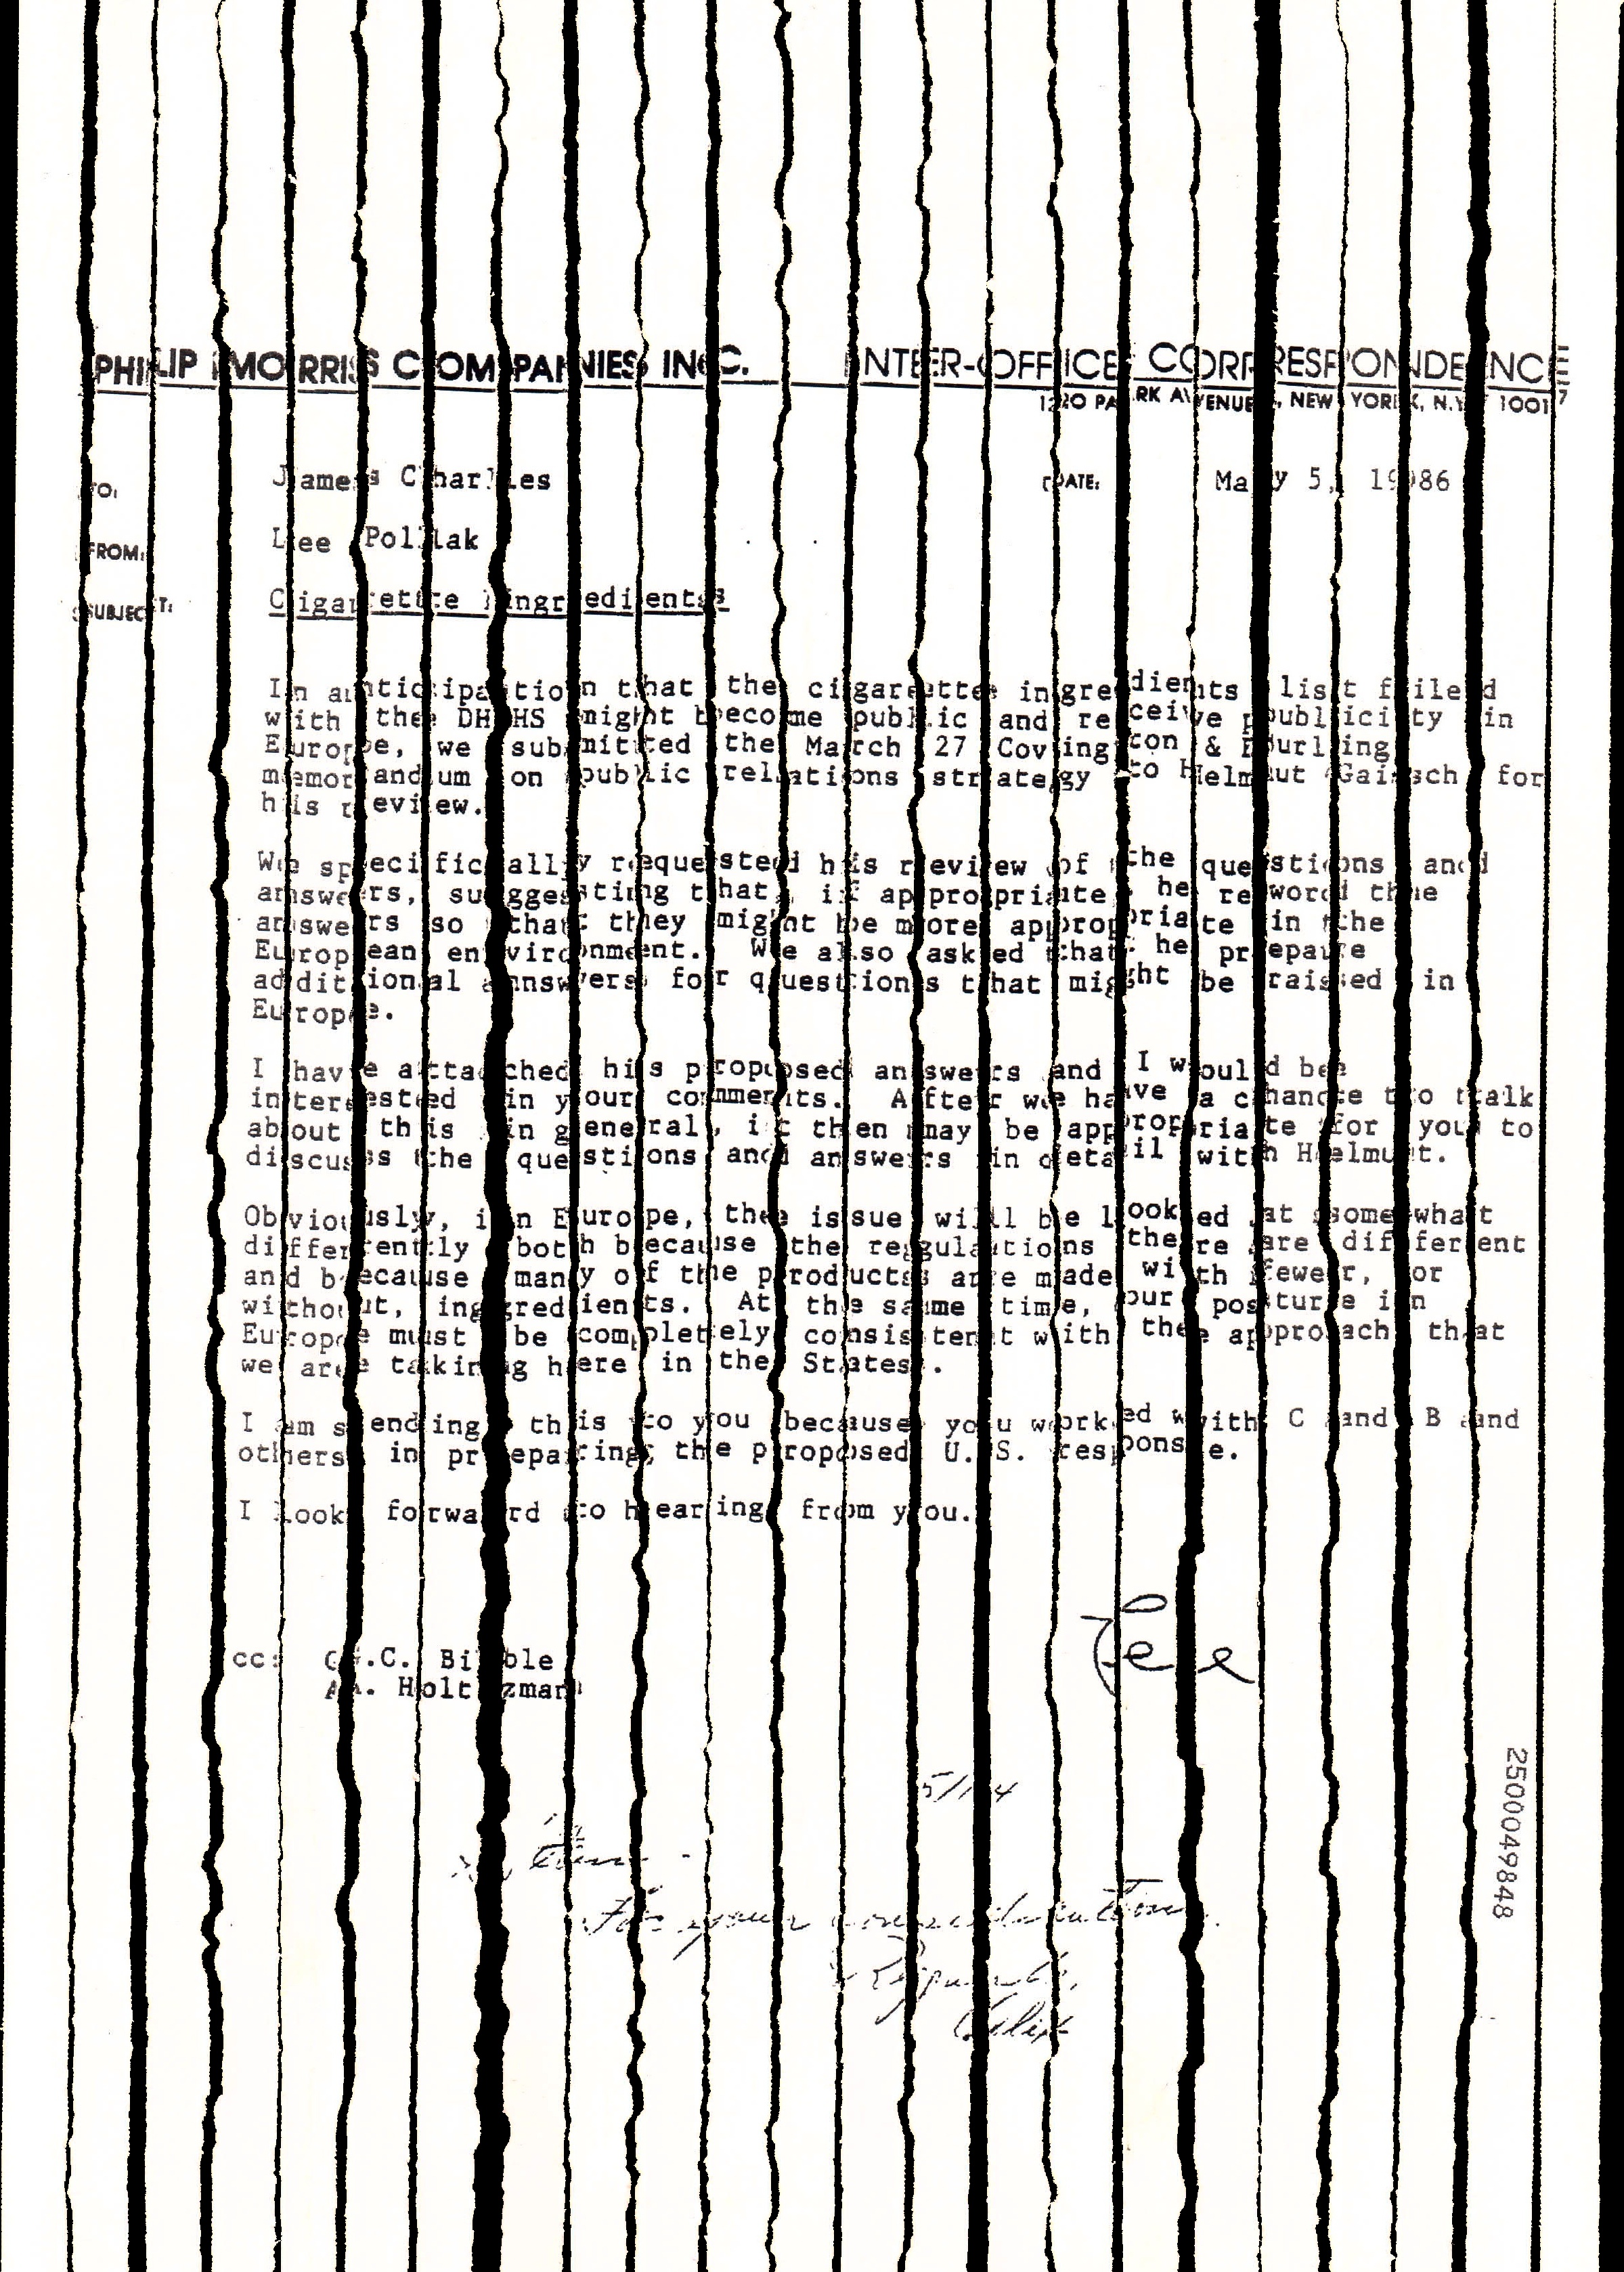 PHILIP MORRIS COMPANIES INC. INTER-OFFICE CORRESPONDENCE
120 PARK AVENUE, NEW YORK, N.Y. 10017
TO: James Charles DATE: May 5, 1986
FROM: Lee Pollak
SUBJECT: Cigarette ingredients
In anticipation that the cigarette ingredients list filed
with the DHHS might become public and receive publicity in
Europe, we submitted the March 27 Covington & Burling
memorandum on public relations strategy to Helmut Gaisch for
his review.
We specifically requested his review of the questions and
answers, suggesting that, if appropriate, he reword the
answers so that they might be more appropriate in the
European environment. We also asked that he prepare
additional answers for questions that might be raised in
Europe.
I have attached his proposed answers and I would be
interested in your comments. After we have a chance to talk
about this in general, it then may be appropriate for you to
discuss the questions and answers in detail with Helmut.
Obviously, in Europe, the issue will be looked at somewhat
differently both because the regulations there are different
and because many of the products are made with fewer, or
without, ingredients. At the same time, our posture in
Europe must be completely consistent with the approach that
we are taking here in the States.
I am sending this to you because you worked with C and B and
others in preparing the proposed U.S. response.
I look forward to hearing from you.
Lee
cc: G.C. Bible
A. Holtzman
5/14
For your consideration.
Regards,
2500049848